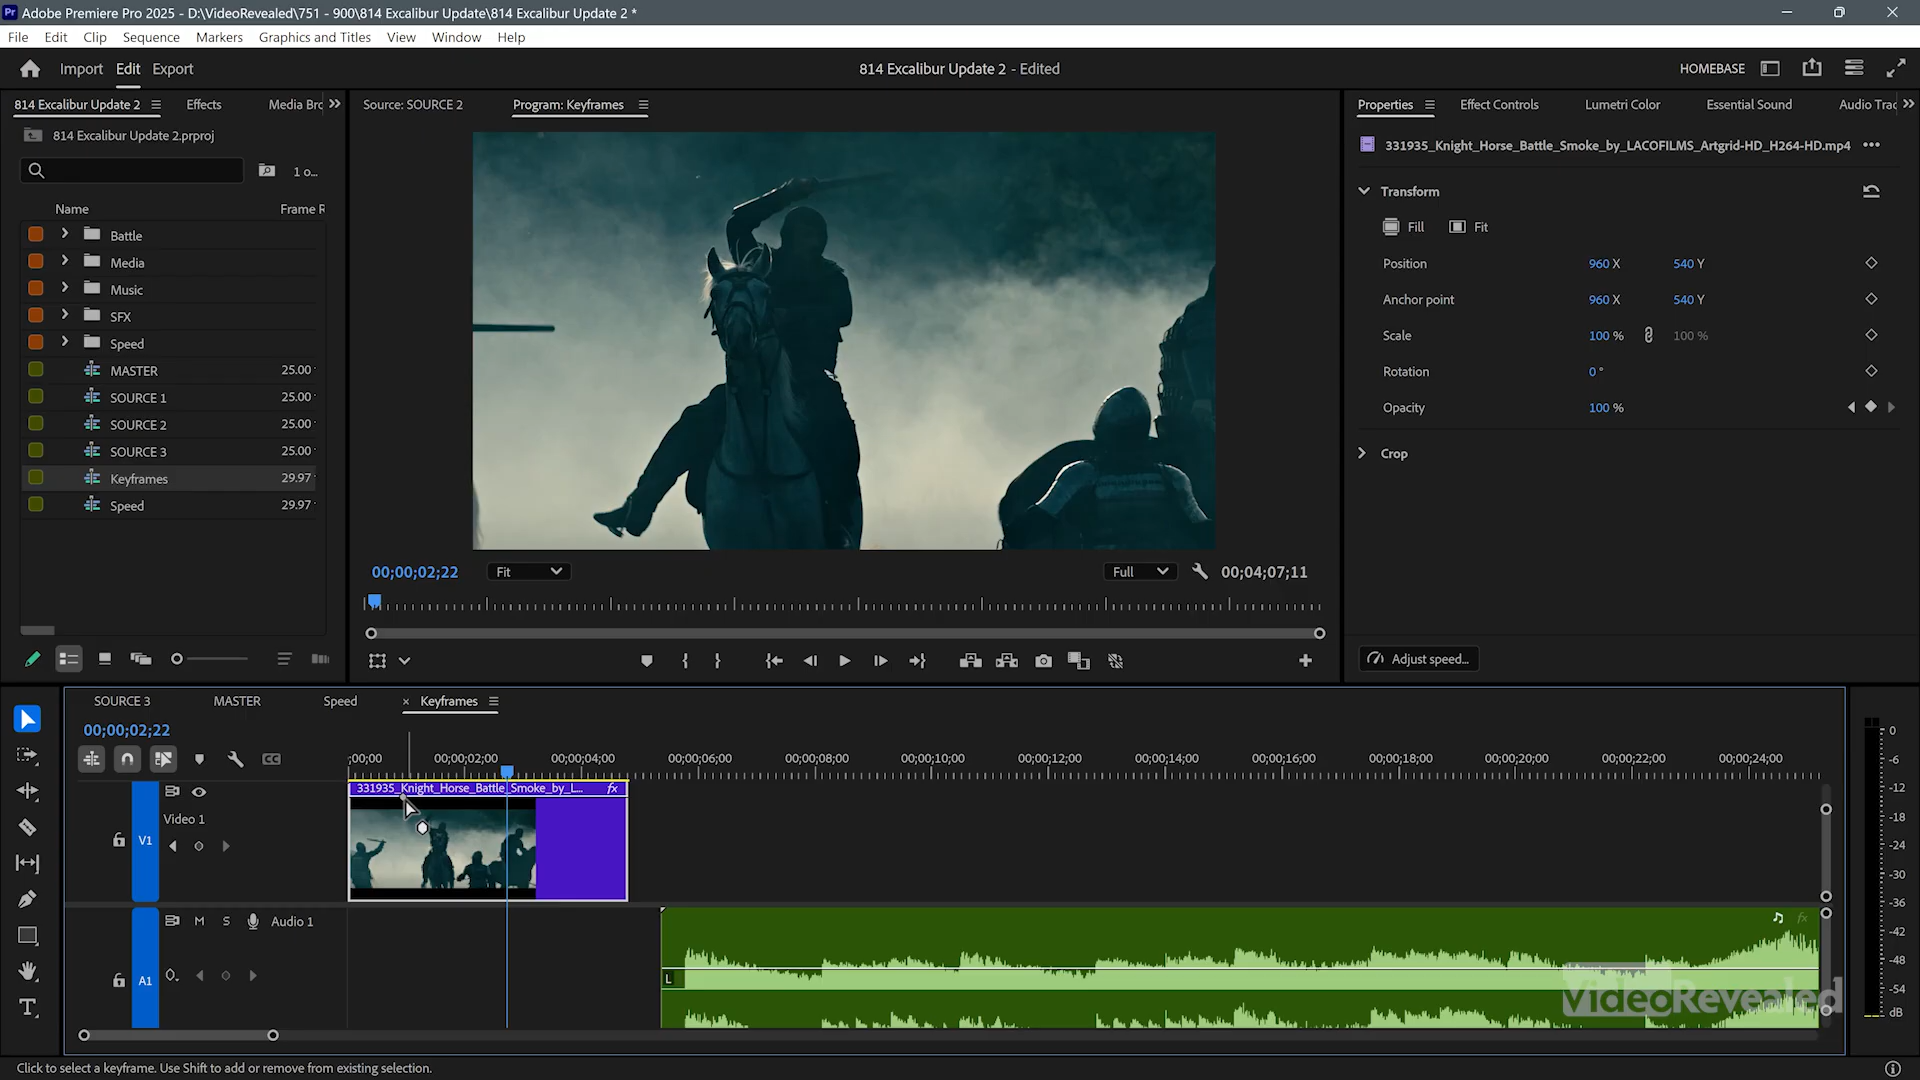 Pr Adobe Premiere Pro 2025 - D:\VideoRevealed\751 - 900\814 Excalibur Update\814 Excalibur Update 2 *
File Edit Clip Sequence Markers Graphics and Titles View Window Help
Import Edit Export
814 Excalibur Update 2 - Edited
HOMEBASE
814 Excalibur Update 2 Effects Media Bro
Source: SOURCE 2 Program: Keyframes
Properties Effect Controls Lumetri Color Essential Sound Audio Trac
814 Excalibur Update 2.prproj
331935_Knight_Horse_Battle_Smoke_by_LACOFILMS_Artgrid-HD_H264-HD.mp4
1 o...
Transform
Name Frame R
Fill Fit
Battle
Media
Music
SFX
Speed
MASTER 25.00
SOURCE 1 25.00
SOURCE 2 25.00
SOURCE 3 25.00
Keyframes 29.97
Speed 29.97
Position 960 X 540 Y
Anchor point 960 X 540 Y
Scale 100 % 100 %
Rotation 0 °
Opacity 100 %
Crop
00;00;02;22 Fit Full 00;04;07;11
Adjust speed...
SOURCE 3 MASTER Speed × Keyframes
00;00;02;22
;00;00 00;00;02;00 00;00;04;00 00;00;06;00 00;00;08;00 00;00;10;00 00;00;12;00 00;00;14;00 00;00;16;00 00;00;18;00 00;00;20;00 00;00;22;00 00;00;24;00
331935_Knight_Horse_Battle_Smoke_by_L... fx
Video 1
V1
M S Audio 1
fx
A1
L
0
-6
-12
-18
-24
-30
-36
-42
-48
-54
dB
VideoRevealed
Click to select a keyframe. Use Shift to add or remove from existing selection.